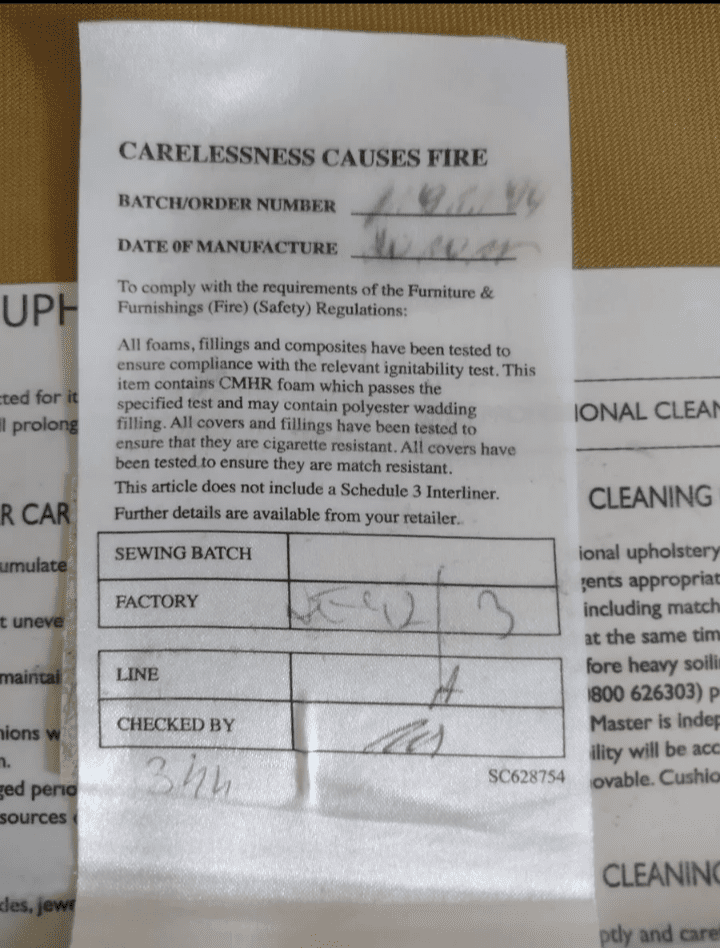 CARELESSNESS CAUSES FIRE
BATCH/ORDER NUMBER
DATE OF MANUFACTURE
To comply with the requirements of the Furniture &
Furnishings (Fire) (Safety) Regulations:
All foams, fillings and composites have been tested to
ensure compliance with the relevant ignitability test. This
item contains CMHR foam which passes the
specified test and may contain polyester wadding
filling. All covers and fillings have been tested to
ensure that they are cigarette resistant. All covers have
been tested to ensure they are match resistant.
This article does not include a Schedule 3 Interliner.
Further details are available from your retailer.
SEWING BATCH
FACTORY 3
LINE A
CHECKED BY
344
SC628754
UPH
cted for it
ll prolong
R CAR
umulate
t uneve
maintai
nions w
n.
ged perio
sources
des, jewe
IONAL CLEAN
CLEANING
ional upholstery
gents appropriat
including match
at the same tim
fore heavy soili
0800 626303) p
Master is indep
ility will be acc
ovable. Cushio
CLEANING
ptly and care